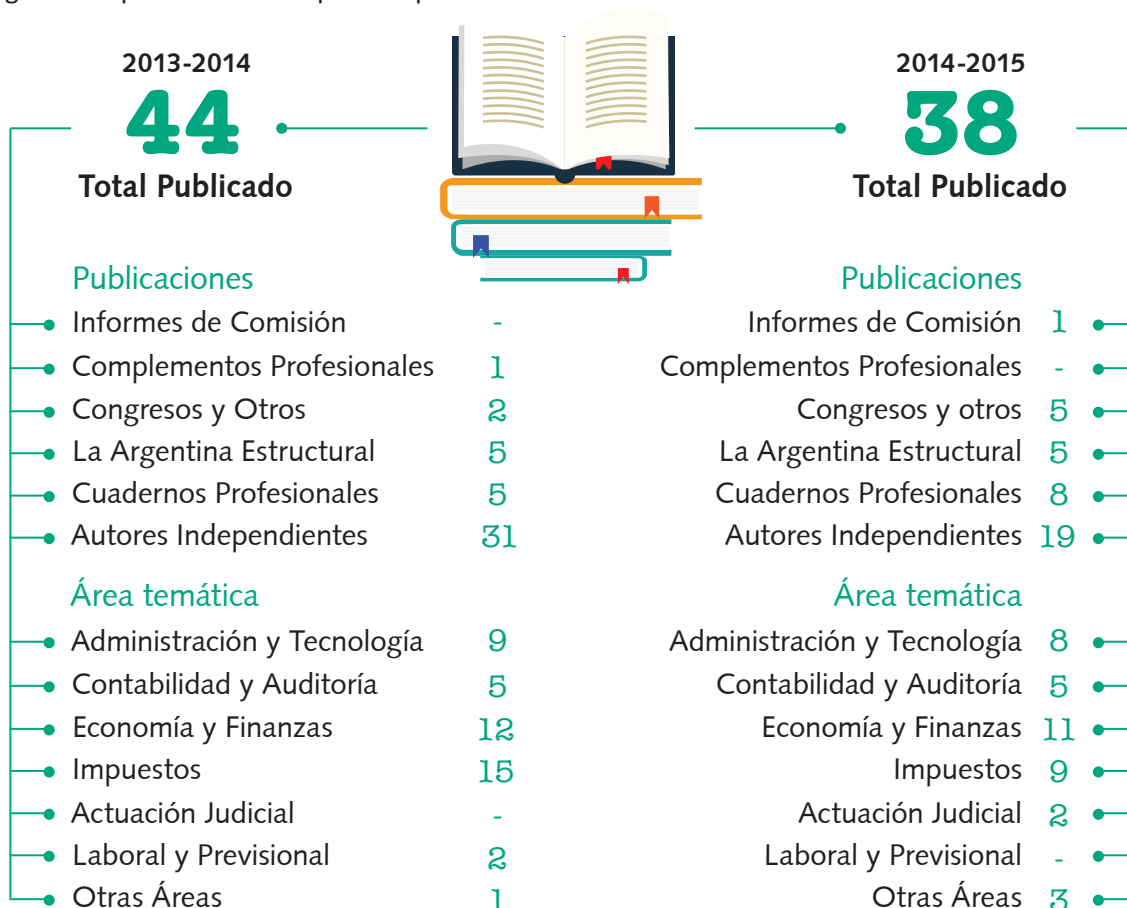 2013-2014
44
Total Publicado
Publicaciones
Informes de Comisión -
Complementos Profesionales 1
Congresos y Otros 2
La Argentina Estructural 5
Cuadernos Profesionales 5
Autores Independientes 31
Área temática
Administración y Tecnología 9
Contabilidad y Auditoría 5
Economía y Finanzas 12
Impuestos 15
Actuación Judicial -
Laboral y Previsional 2
Otras Áreas 1
2014-2015
38
Total Publicado
Publicaciones
Informes de Comisión 1
Complementos Profesionales -
Congresos y otros 5
La Argentina Estructural 5
Cuadernos Profesionales 8
Autores Independientes 19
Área temática
Administración y Tecnología 8
Contabilidad y Auditoría 5
Economía y Finanzas 11
Impuestos 9
Actuación Judicial 2
Laboral y Previsional -
Otras Áreas 3